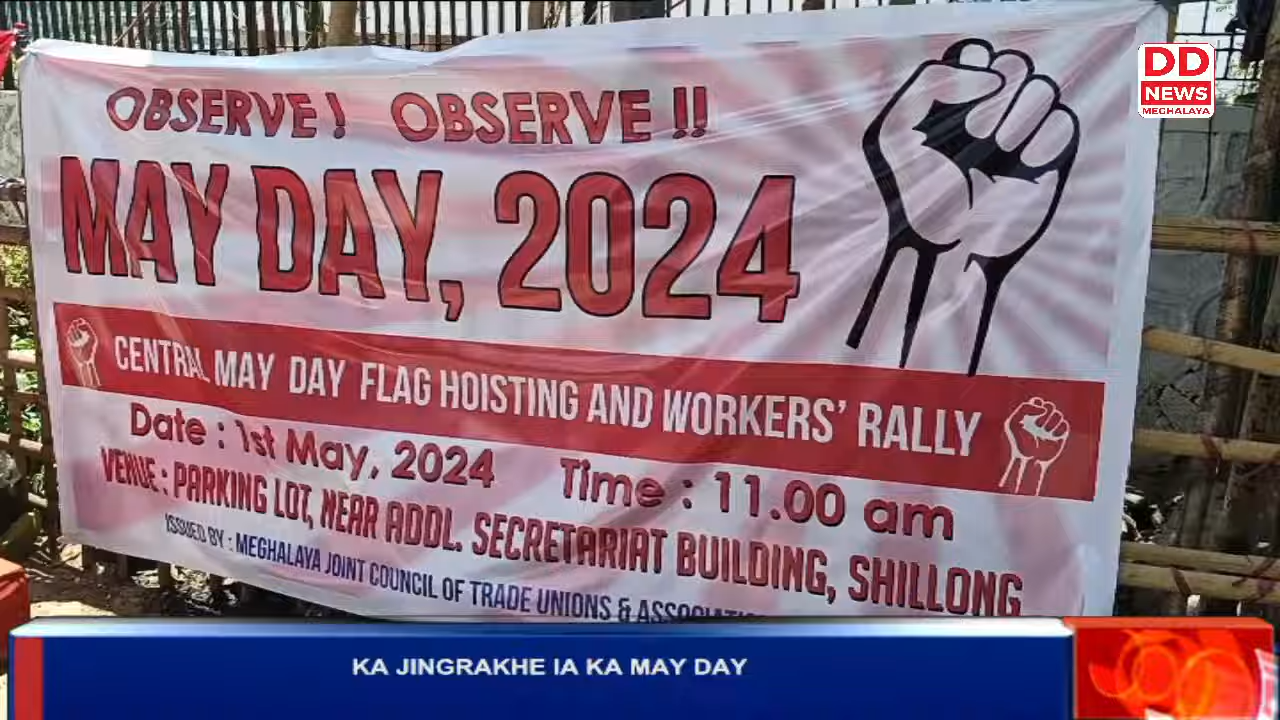 OBSERVE ! OBSERVE !!
MAY DAY, 2024
CENTRAL MAY DAY FLAG HOISTING AND WORKERS' RALLY
Date : 1st May, 2024 Time : 11.00 am
VENUE : PARKING LOT, NEAR ADDL. SECRETARIAT BUILDING, SHILLONG
ISSUED BY : MEGHALAYA JOINT COUNCIL OF TRADE UNIONS &
DD
NEWS
MEGHALAYA
KA JINGRAKHE IA KA MAY DAY